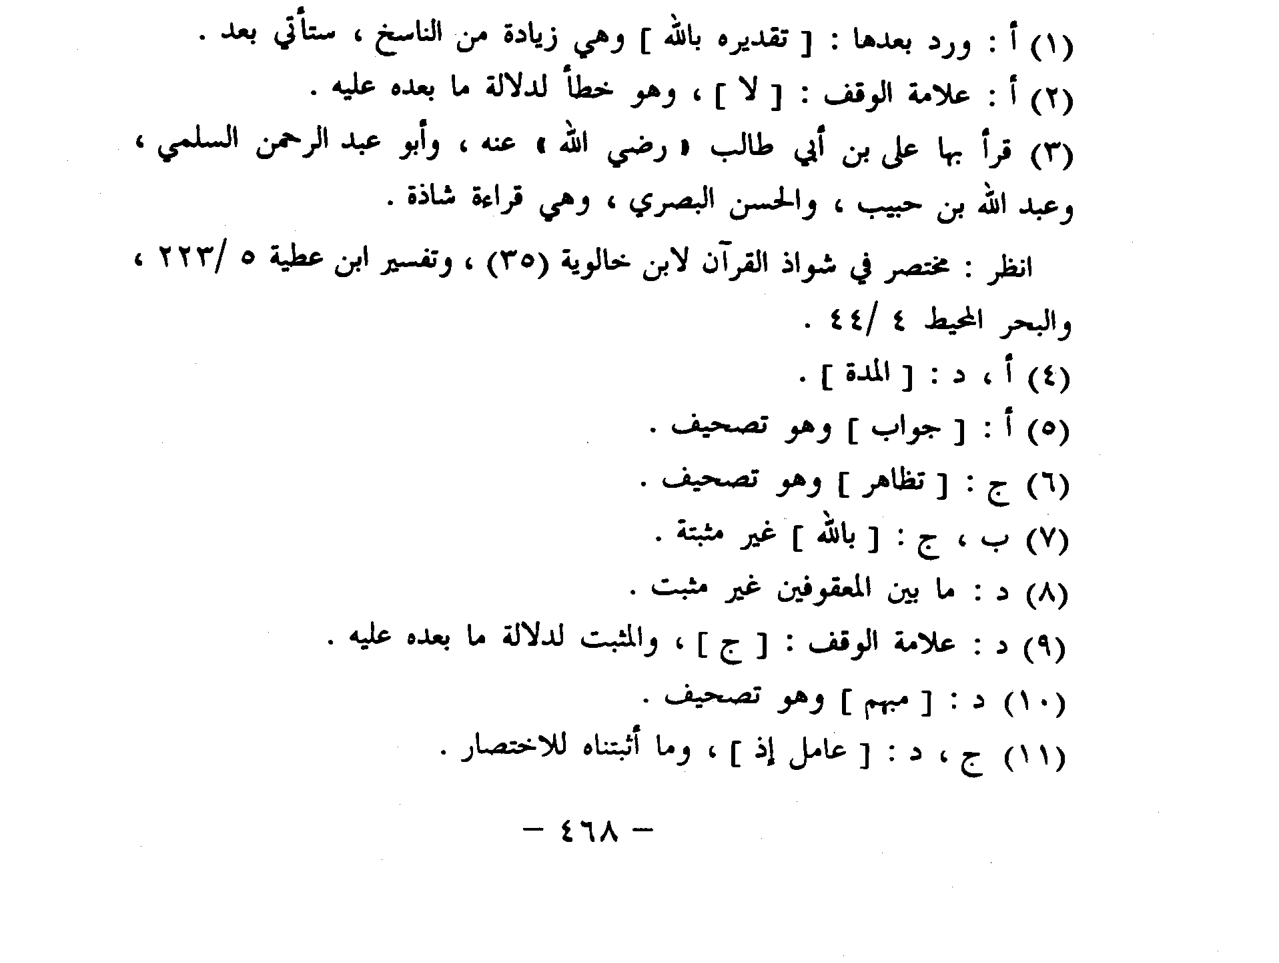 (١) أ : ورد بعدها : [ تقديره بالله ] وهي زيادة من الناسخ ، ستأتي بعد .
(٢) أ : علامة الوقف : [ لا ] ، وهو خطأ لدلالة ما بعده عليه .
(٣) قرأ بها على بن أبي طالب « رضي الله » عنه ، وأبو عبد الرحمن السلمي ،
وعبد الله بن حبيب ، والحسن البصري ، وهي قراءة شاذة .
انظر : مختصر في شواذ القرآن لابن خالوية (٣٥) ، وتفسير ابن عطية ٥ /٢٢٣ ،
والبحر المحيط ٤ /٤٤ .
(٤) أ ، د : [ المدة ] .
(٥) أ : [ جواب ] وهو تصحيف .
(٦) ج : [ تظاهر ] وهو تصحيف .
(٧) ب ، ج : [ بالله ] غير مثبتة .
(٨) د : ما بين المعقوفين غير مثبت .
(٩) د : علامة الوقف : [ ج ] ، والمثبت لدلالة ما بعده عليه .
(١٠) د : [ مبهم ] وهو تصحيف .
(١١) ج ، د : [ عامل إذ ] ، وما أثبتناه للاختصار .
– ٤٦٨ –